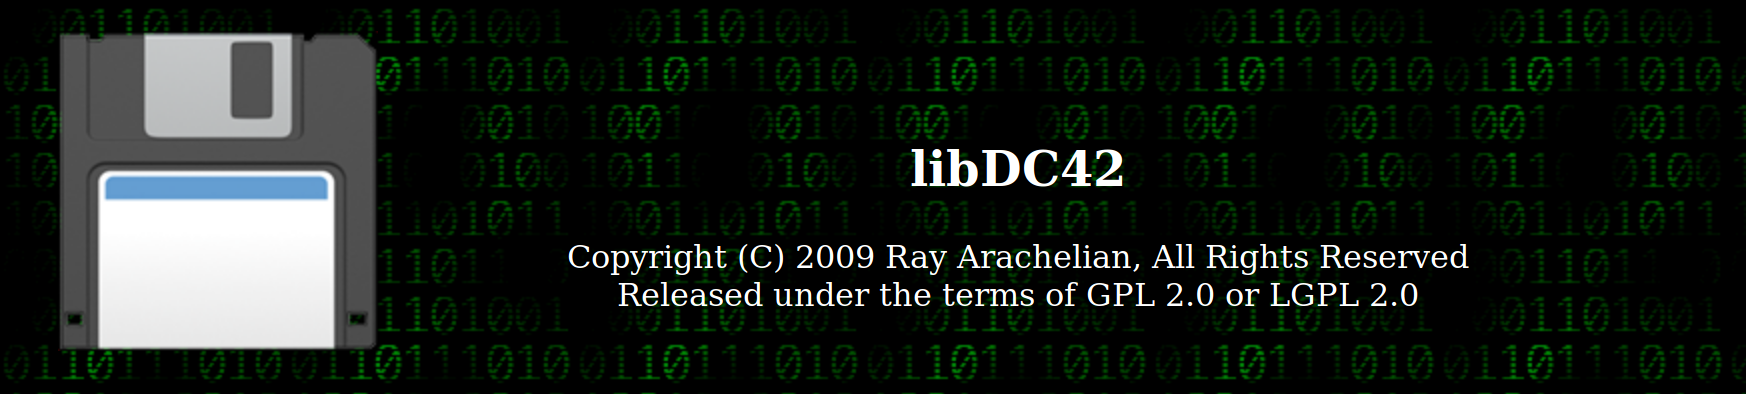 libDC42
Copyright (C) 2009 Ray Arachelian, All Rights Reserved
Released under the terms of GPL 2.0 or LGPL 2.0